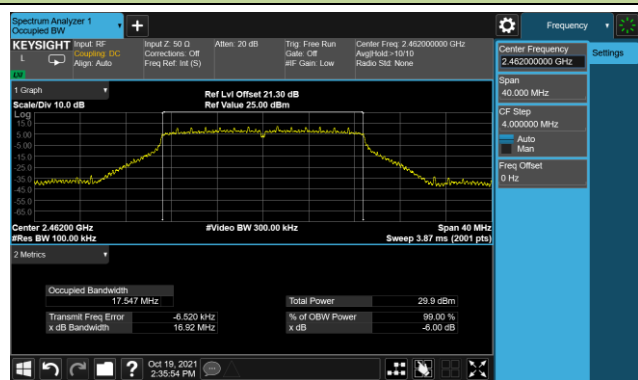 Spectrum Analyzer 1
Occupied BW
Frequency
KEYSIGHT
L
Input: RF
Coupling: DC
Align: Auto
Input Z: 50 Ω
Corrections: Off
Freq Ref: Int (S)
Atten: 20 dB
Trig: Free Run
Gate: Off
#IF Gain: Low
Center Freq: 2.462000000 GHz
Avg|Hold:>10/10
Radio Std: None
Center Frequency
2.462000000 GHz
Settings
Span
40.000 MHz
CF Step
4.000000 MHz
Auto
Man
Freq Offset
0 Hz
1 Graph
Scale/Div 10.0 dB
Ref Lvl Offset 21.30 dB
Ref Value 25.00 dBm
Log
15.0
5.00
-5.00
-15.0
-25.0
-35.0
-45.0
-55.0
-65.0
Center 2.46200 GHz
#Video BW 300.00 kHz
Span 40 MHz
#Res BW 100.00 kHz
Sweep 3.87 ms (2001 pts)
2 Metrics
Occupied Bandwidth
17.547 MHz
Total Power
29.9 dBm
Transmit Freq Error
-6.520 kHz
% of OBW Power
99.00 %
x dB Bandwidth
16.92 MHz
x dB
-6.00 dB
?
Oct 19, 2021
2:35:54 PM